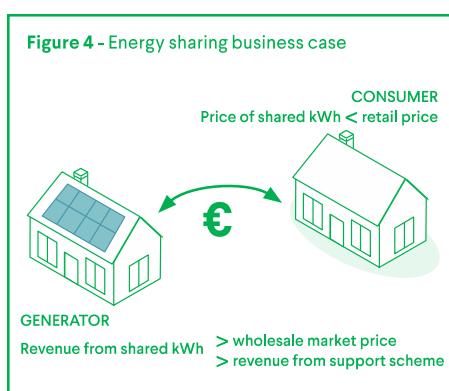 Figure 4 - Energy sharing business case
CONSUMER
Price of shared kWh < retail price
€
GENERATOR
Revenue from shared kWh > wholesale market price
> revenue from support scheme